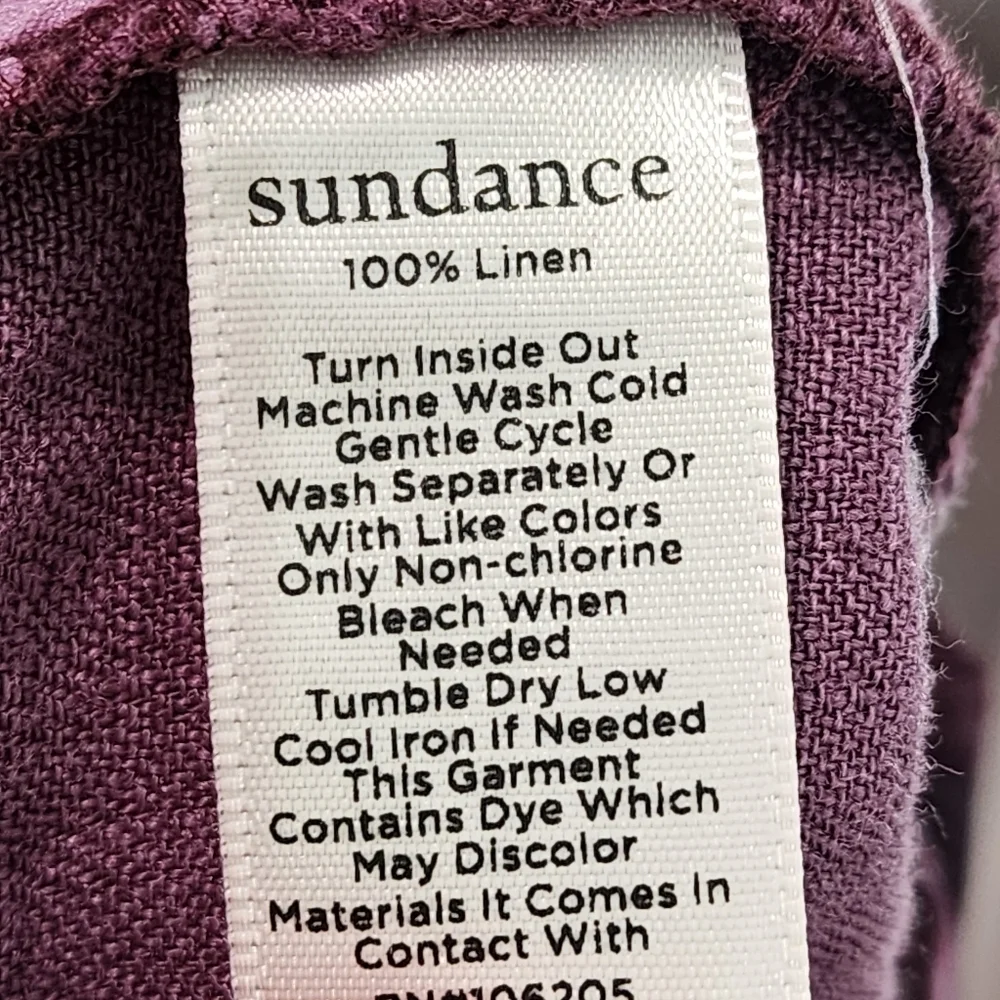 sundance
100% Linen
Turn Inside Out
Machine Wash Cold
Gentle Cycle
Wash Separately Or
With Like Colors
Only Non-chlorine
Bleach When
Needed
Tumble Dry Low
Cool Iron If Needed
This Garment
Contains Dye Which
May Discolor
Materials It Comes In
Contact With
RN#106205